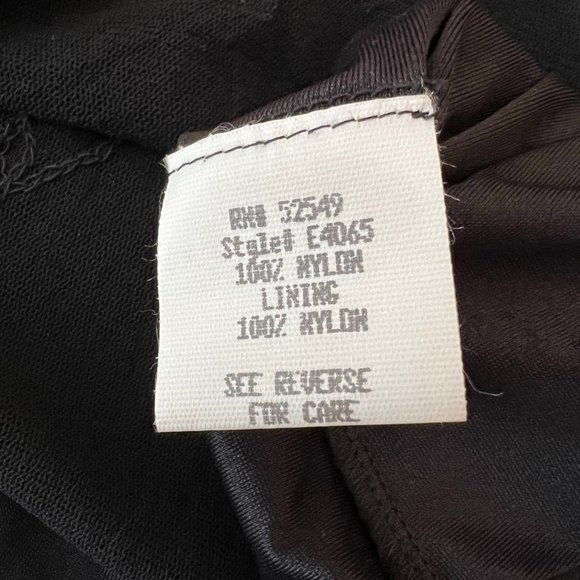 RN# 52549
Style# E4065
100% NYLON
LINING
100% NYLON
SEE REVERSE
FOR CARE